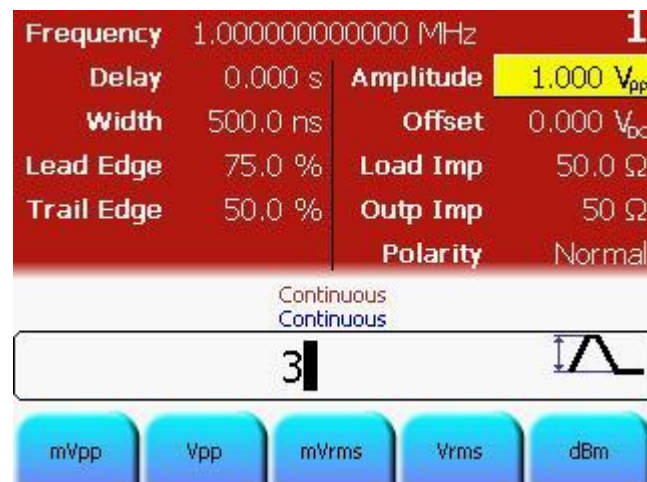 Frequency 1.000000000000 MHz 1
Delay 0.000 s Amplitude 1.000 Vpp
Width 500.0 ns Offset 0.000 VDC
Lead Edge 75.0 % Load Imp 50.0 Ω
Trail Edge 50.0 % Outp Imp 50 Ω
Polarity Normal
Continuous
Continuous
3
mVpp Vpp mVrms Vrms dBm